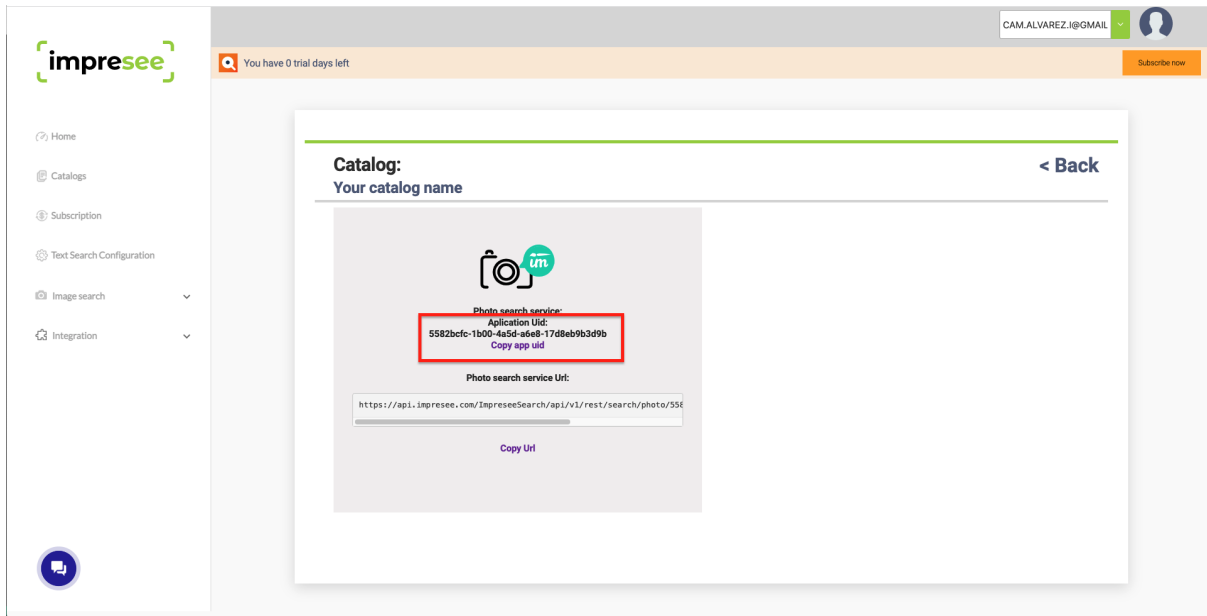 CAM.ALVAREZ.I@GMAIL
impresee
You have 0 trial days left
Subscribe now
Home
Catalogs
Subscription
Text Search Configuration
Image search
Integration
Catalog:
< Back
Your catalog name
im
Photo search service:
Aplication Uid:
5582bcfc-1b00-4a5d-a6e8-17d8eb9b3d9b
Copy app uid
Photo search service Url:
https://api.impresee.com/ImpreseeSearch/api/v1/rest/search/photo/558
Copy Url